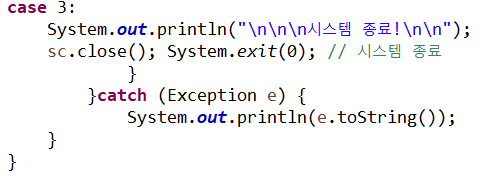 case 3:
System.out.println("\n\n\n시스템 종료!\n\n");
sc.close(); System.exit(0); // 시스템 종료
}
}catch (Exception e) {
System.out.println(e.toString());
}
}